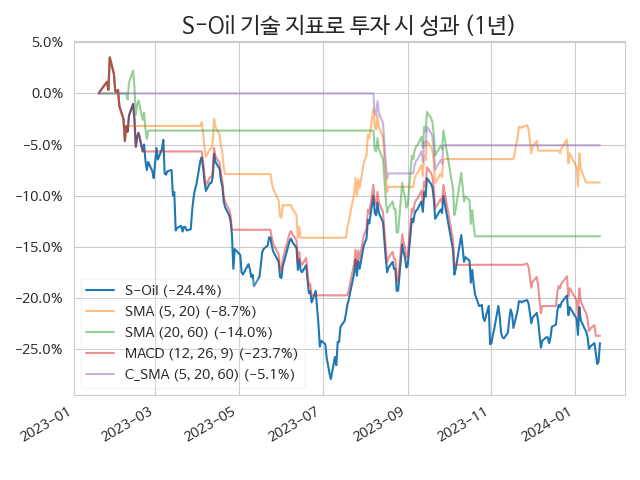 S-Oil 기술 지표로 투자 시 성과 (1년)
5.0%
0.0%
-5.0%
-10.0%
-15.0%
-20.0%
-25.0%
S-Oil (-24.4%)
SMA (5, 20) (-8.7%)
SMA (20, 60) (-14.0%)
MACD (12, 26, 9) (-23.7%)
C_SMA (5, 20, 60) (-5.1%)
2023-01
2023-03
2023-05
2023-07
2023-09
2023-11
2024-01